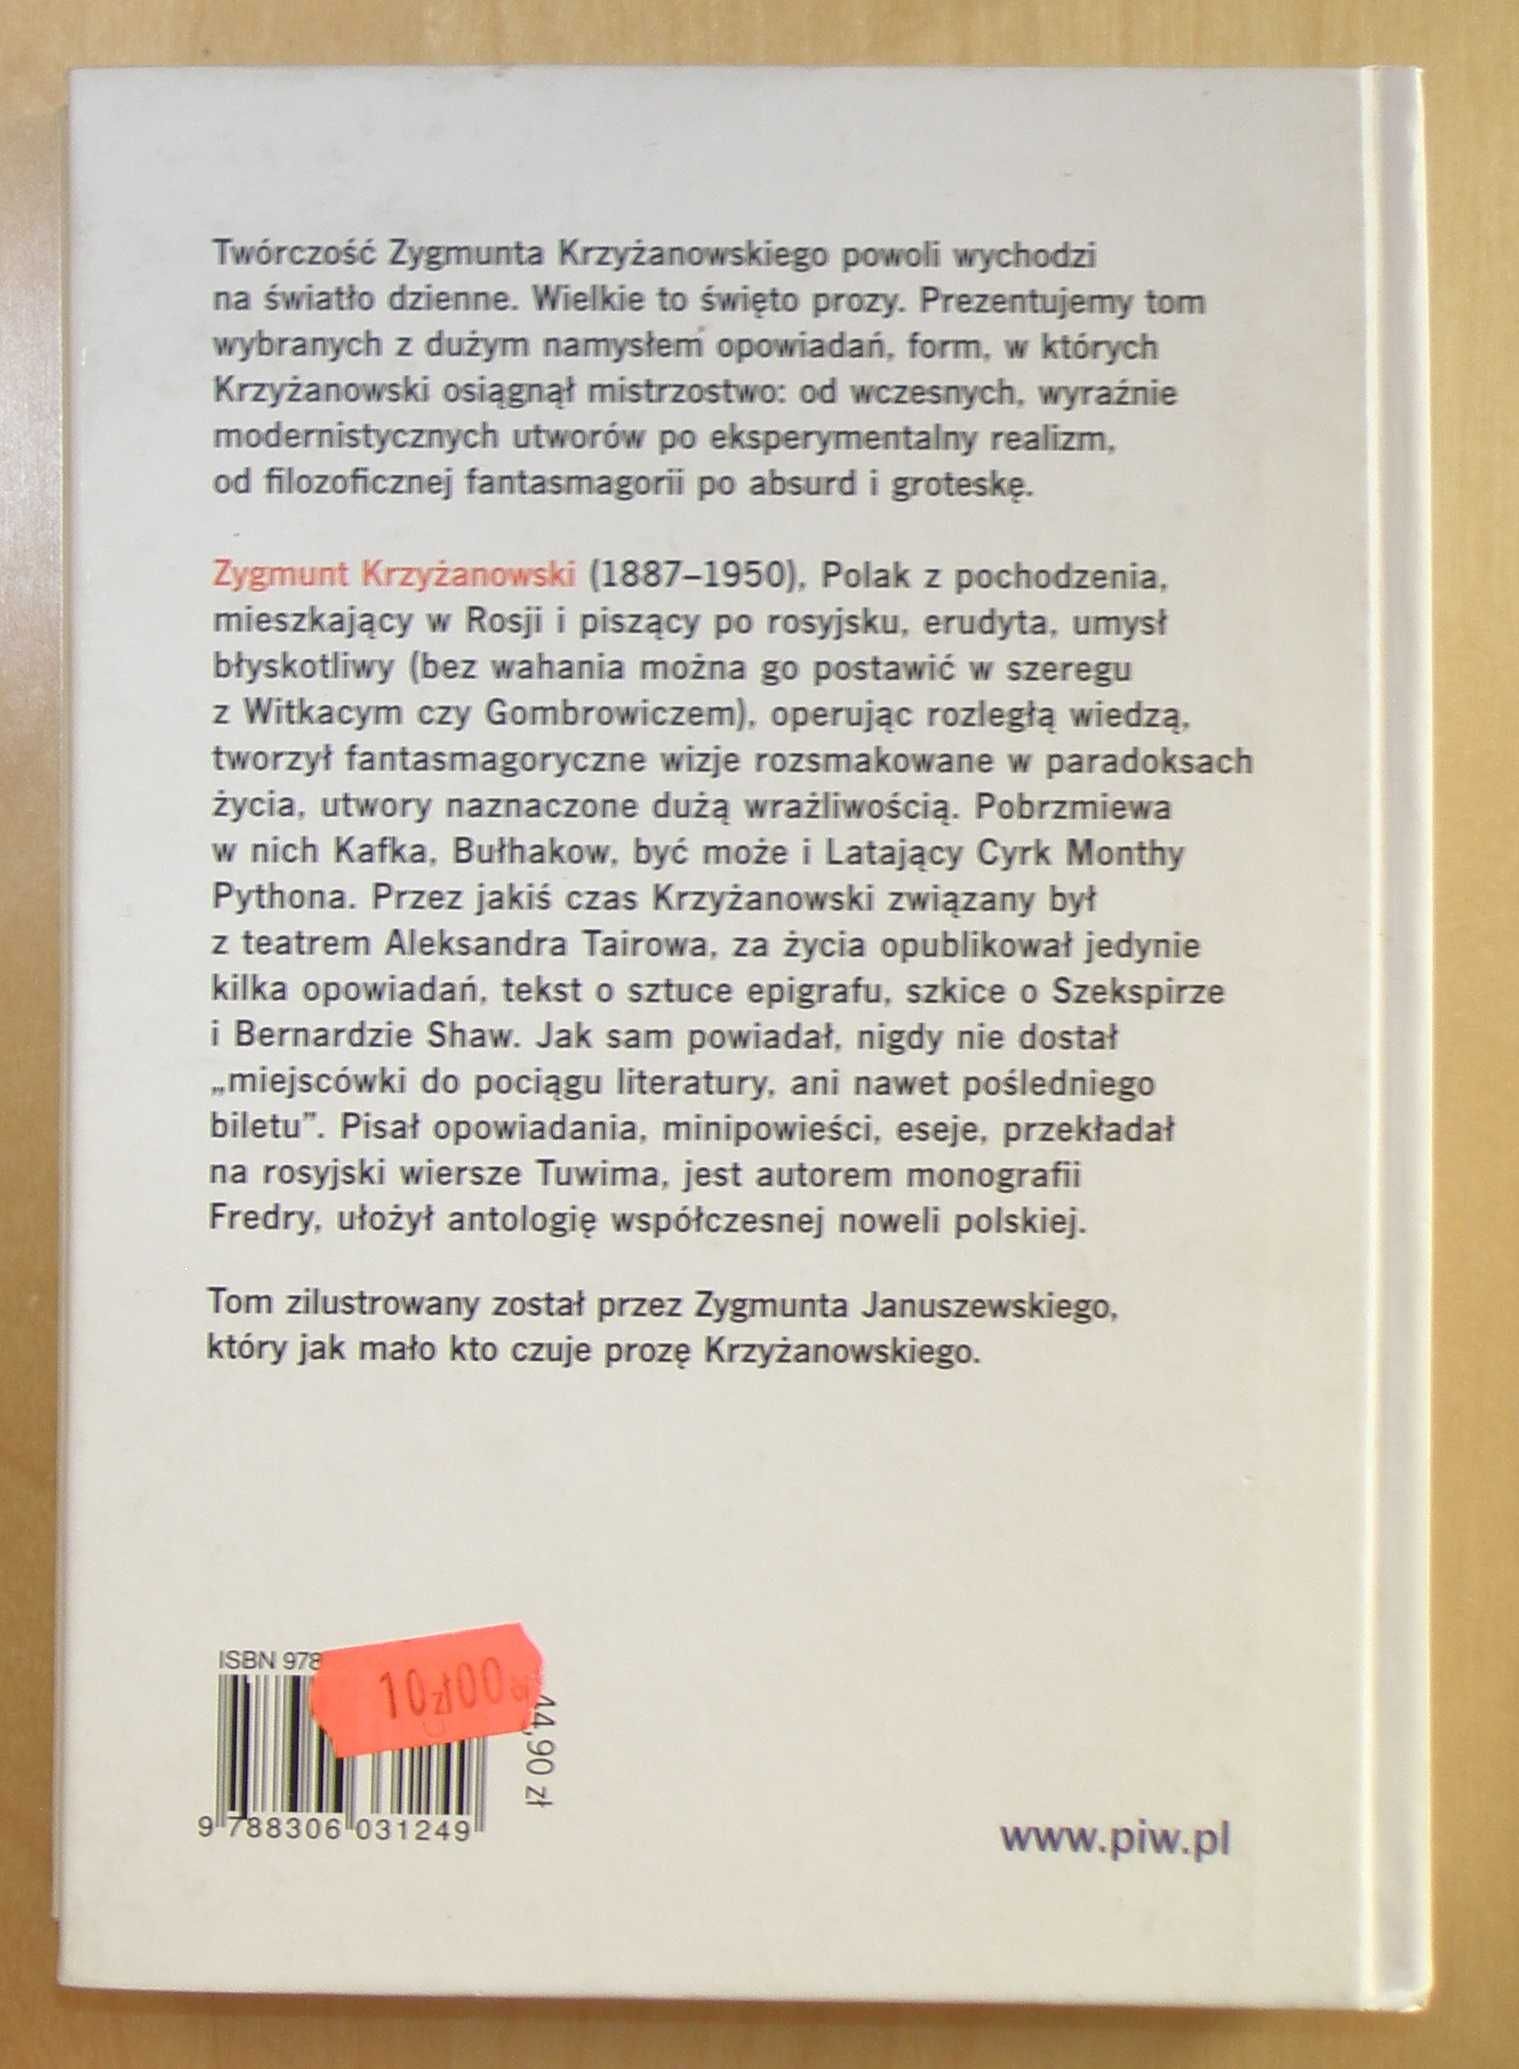 Twórczość Zygmunta Krzyżanowskiego powoli wychodzi
na światło dzienne. Wielkie to święto prozy. Prezentujemy tom
wybranych z dużym namysłem opowiadań, form, w których
Krzyżanowski osiągnął mistrzostwo: od wczesnych, wyraźnie
modernistycznych utworów po eksperymentalny realizm,
od filozoficznej fantasmagorii po absurd i groteskę.
Zygmunt Krzyżanowski (1887–1950), Polak z pochodzenia,
mieszkający w Rosji i piszący po rosyjsku, erudyta, umysł
błyskotliwy (bez wahania można go postawić w szeregu
z Witkacym czy Gombrowiczem), operując rozległą wiedzą,
tworzył fantasmagoryczne wizje rozsmakowane w paradoksach
życia, utwory naznaczone dużą wrażliwością. Pobrzmiewa
w nich Kafka, Bułhakow, być może i Latający Cyrk Monthy
Pythona. Przez jakiś czas Krzyżanowski związany był
z teatrem Aleksandra Tairowa, za życia opublikował jedynie
kilka opowiadań, tekst o sztuce epigrafu, szkice o Szekspirze
i Bernardzie Shaw. Jak sam powiadał, nigdy nie dostał
„miejscówki do pociągu literatury, ani nawet pośledniego
biletu”. Pisał opowiadania, minipowieści, eseje, przekładał
na rosyjski wiersze Tuwima, jest autorem monografii
Fredry, ułożył antologię współczesnej noweli polskiej.
Tom zilustrowany został przez Zygmunta Januszewskiego,
który jak mało kto czuje prozę Krzyżanowskiego.
ISBN 978
10zł00
44,90 zł
9 788306 031249
www.piw.pl